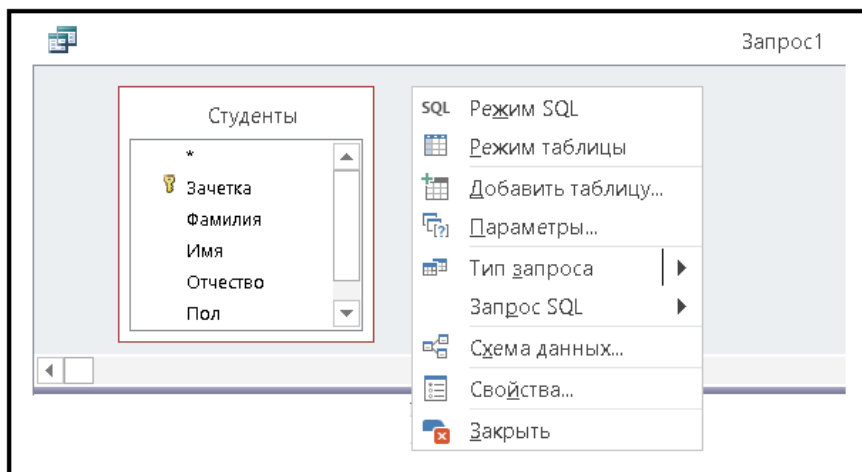 Запрос1
Студенты
*
Зачетка
Фамилия
Имя
Отчество
Пол
SQL Режим SQL
Режим таблицы
Добавить таблицу...
Параметры...
Тип запроса
Запрос SQL
Схема данных...
Свойства...
Закрыть